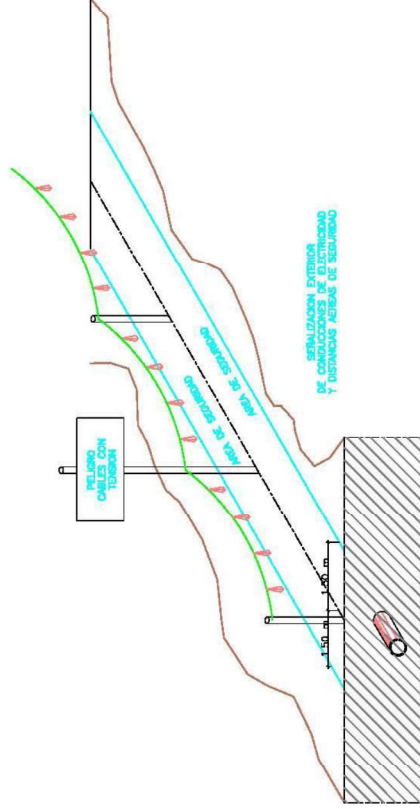 PELIGRO
CABLES CON
TENSION
AREA DE SEGURIDAD
AREA DE SEGURIDAD
1.50 m
1.50 m
SEÑALIZACION EXTERIOR
DE CONDUCCIONES DE ELECTRICIDAD
Y DISTANCIAS AEREAS DE SEGURIDAD